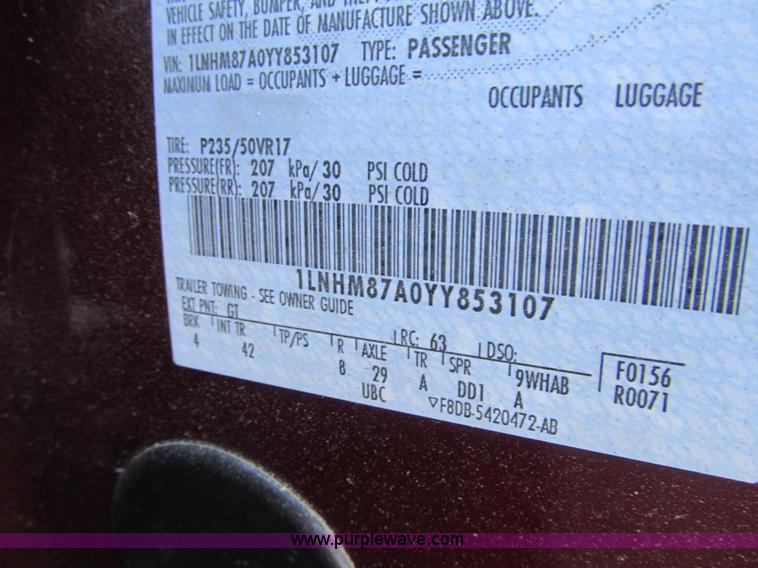 VEHICLE SAFETY, BUMPER, AND THEFT
IN EFFECT ON THE DATE OF MANUFACTURE SHOWN ABOVE.
VIN: 1LNHM87A0YY853107 TYPE: PASSENGER
MAXIMUM LOAD = OCCUPANTS + LUGGAGE =
OCCUPANTS LUGGAGE
TIRE: P235/50VR17
PRESSURE(FR): 207 kPa/ 30 PSI COLD
PRESSURE(RR): 207 kPa/ 30 PSI COLD
1LNHM87A0YY853107
TRAILER TOWING - SEE OWNER GUIDE
EXT PNT: GT RC: 63 DSO:
BRK INT TR TP/PS R AXLE TR SPR 9WHAB F0156
4 42 8 29 A DD1 A R0071
UBC ▽F8DB-5420472-AB
www.purplewave.com